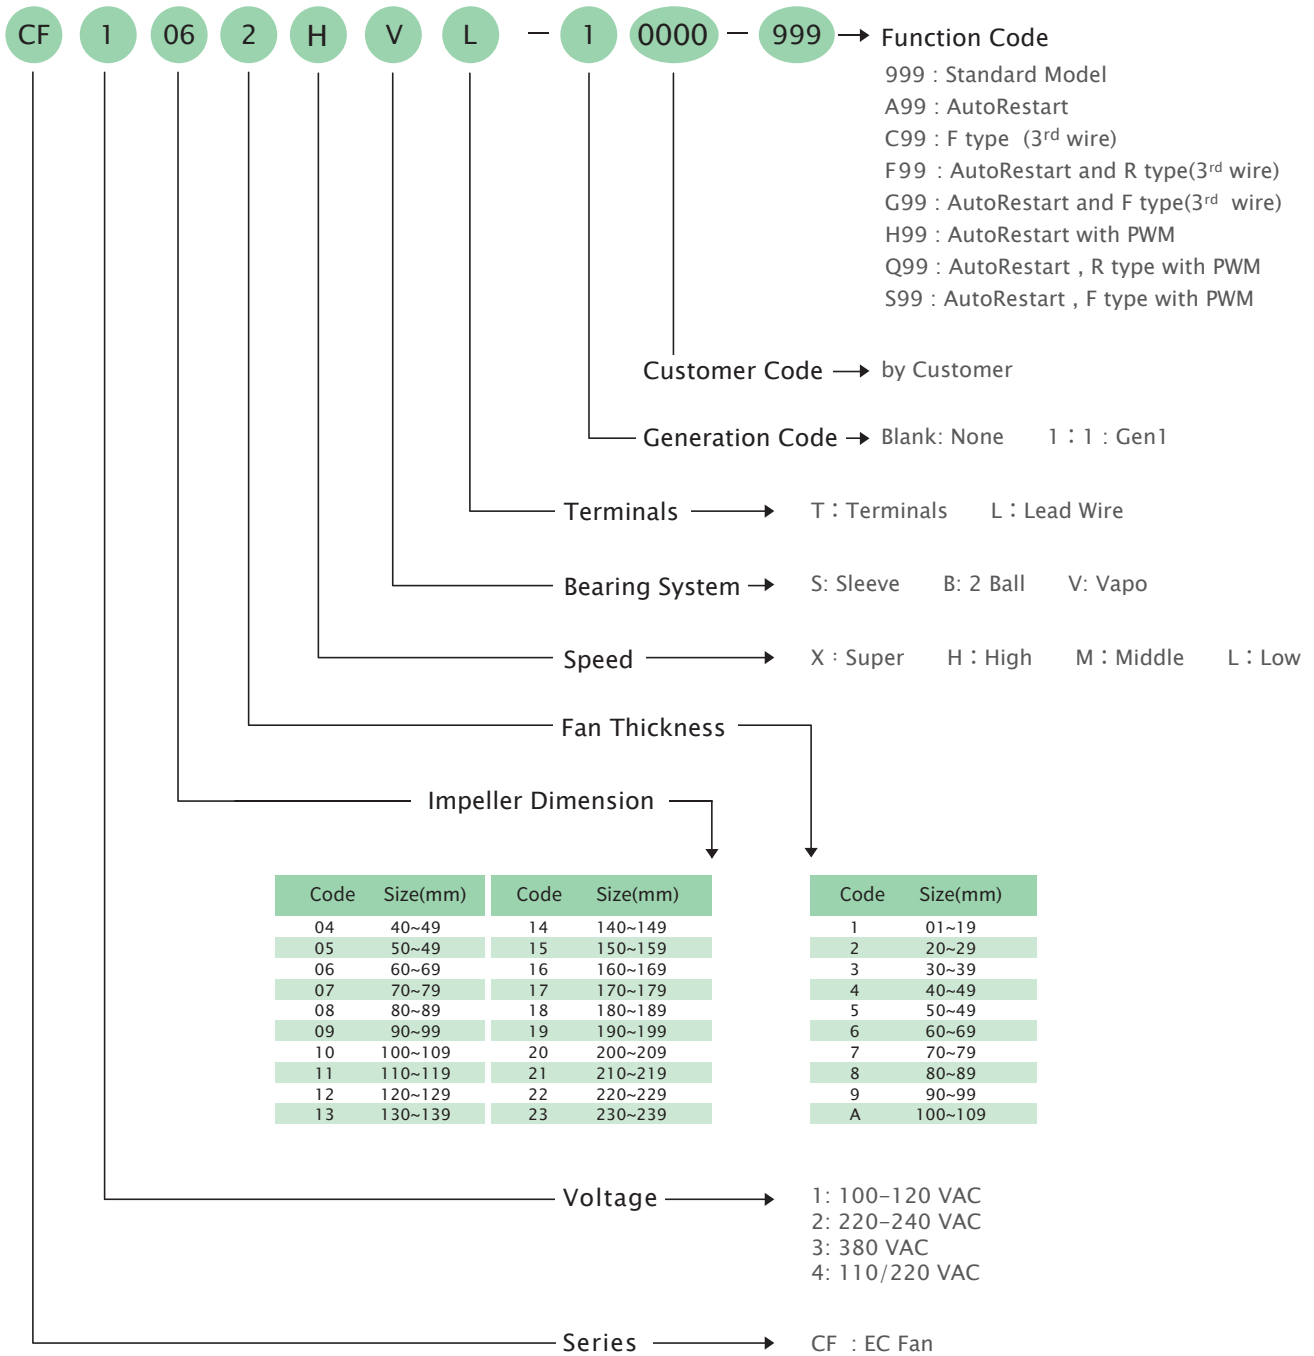 CF 1 06 2 H V L – 1 0000 – 999 Function Code
999 : Standard Model
A99 : AutoRestart
C99 : F type (3rd wire)
F99 : AutoRestart and R type(3rd wire)
G99 : AutoRestart and F type(3rd wire)
H99 : AutoRestart with PWM
Q99 : AutoRestart , R type with PWM
S99 : AutoRestart , F type with PWM
Customer Code by Customer
Generation Code Blank: None 1：1 : Gen1
Terminals T：Terminals L：Lead Wire
Bearing System S: Sleeve B: 2 Ball V: Vapo
Speed X：Super H：High M：Middle L：Low
Fan Thickness
Impeller Dimension
Code Size(mm) Code Size(mm) Code Size(mm)
04 40~49 14 140~149 1 01~19
05 50~49 15 150~159 2 20~29
06 60~69 16 160~169 3 30~39
07 70~79 17 170~179 4 40~49
08 80~89 18 180~189 5 50~49
09 90~99 19 190~199 6 60~69
10 100~109 20 200~209 7 70~79
11 110~119 21 210~219 8 80~89
12 120~129 22 220~229 9 90~99
13 130~139 23 230~239 A 100~109
Voltage 1: 100–120 VAC
2: 220–240 VAC
3: 380 VAC
4: 110/220 VAC
Series CF : EC Fan